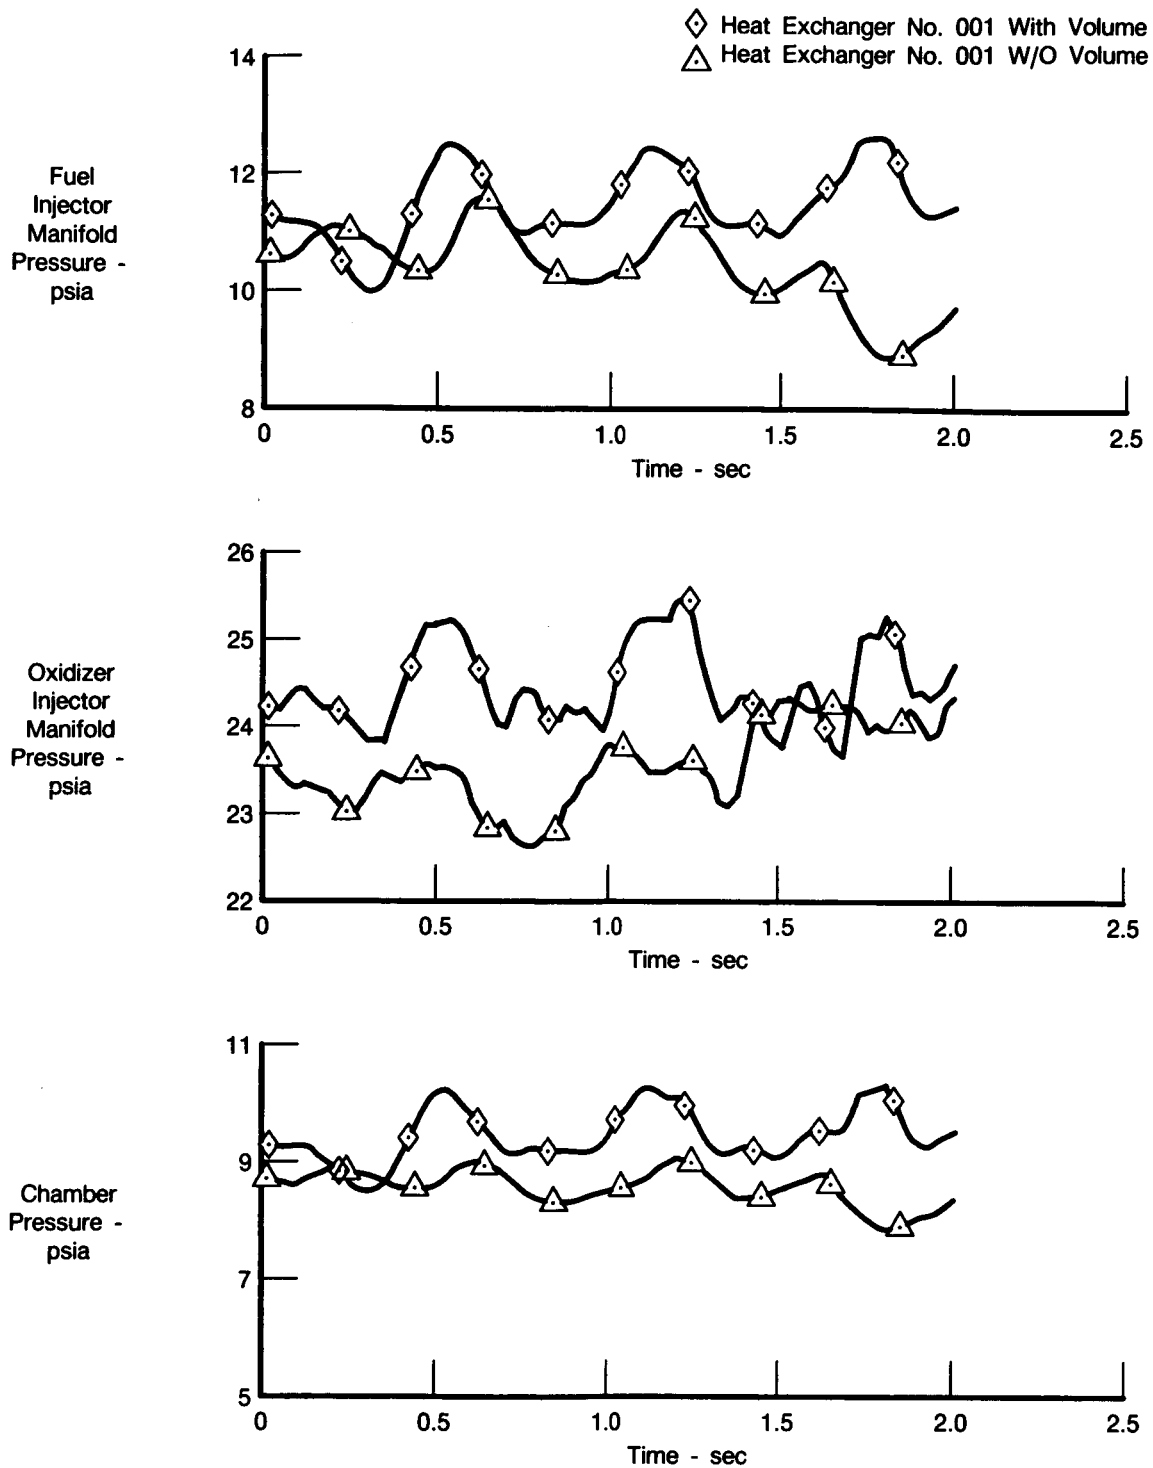 Heat Exchanger No. 001 With Volume
Heat Exchanger No. 001 W/O Volume
14
12
10
8
Fuel
Injector
Manifold
Pressure -
psia
0 0.5 1.0 1.5 2.0 2.5
Time - sec
26
25
24
23
22
Oxidizer
Injector
Manifold
Pressure -
psia
0 0.5 1.0 1.5 2.0 2.5
Time - sec
11
9
7
5
Chamber
Pressure -
psia
0 0.5 1.0 1.5 2.0 2.5
Time - sec